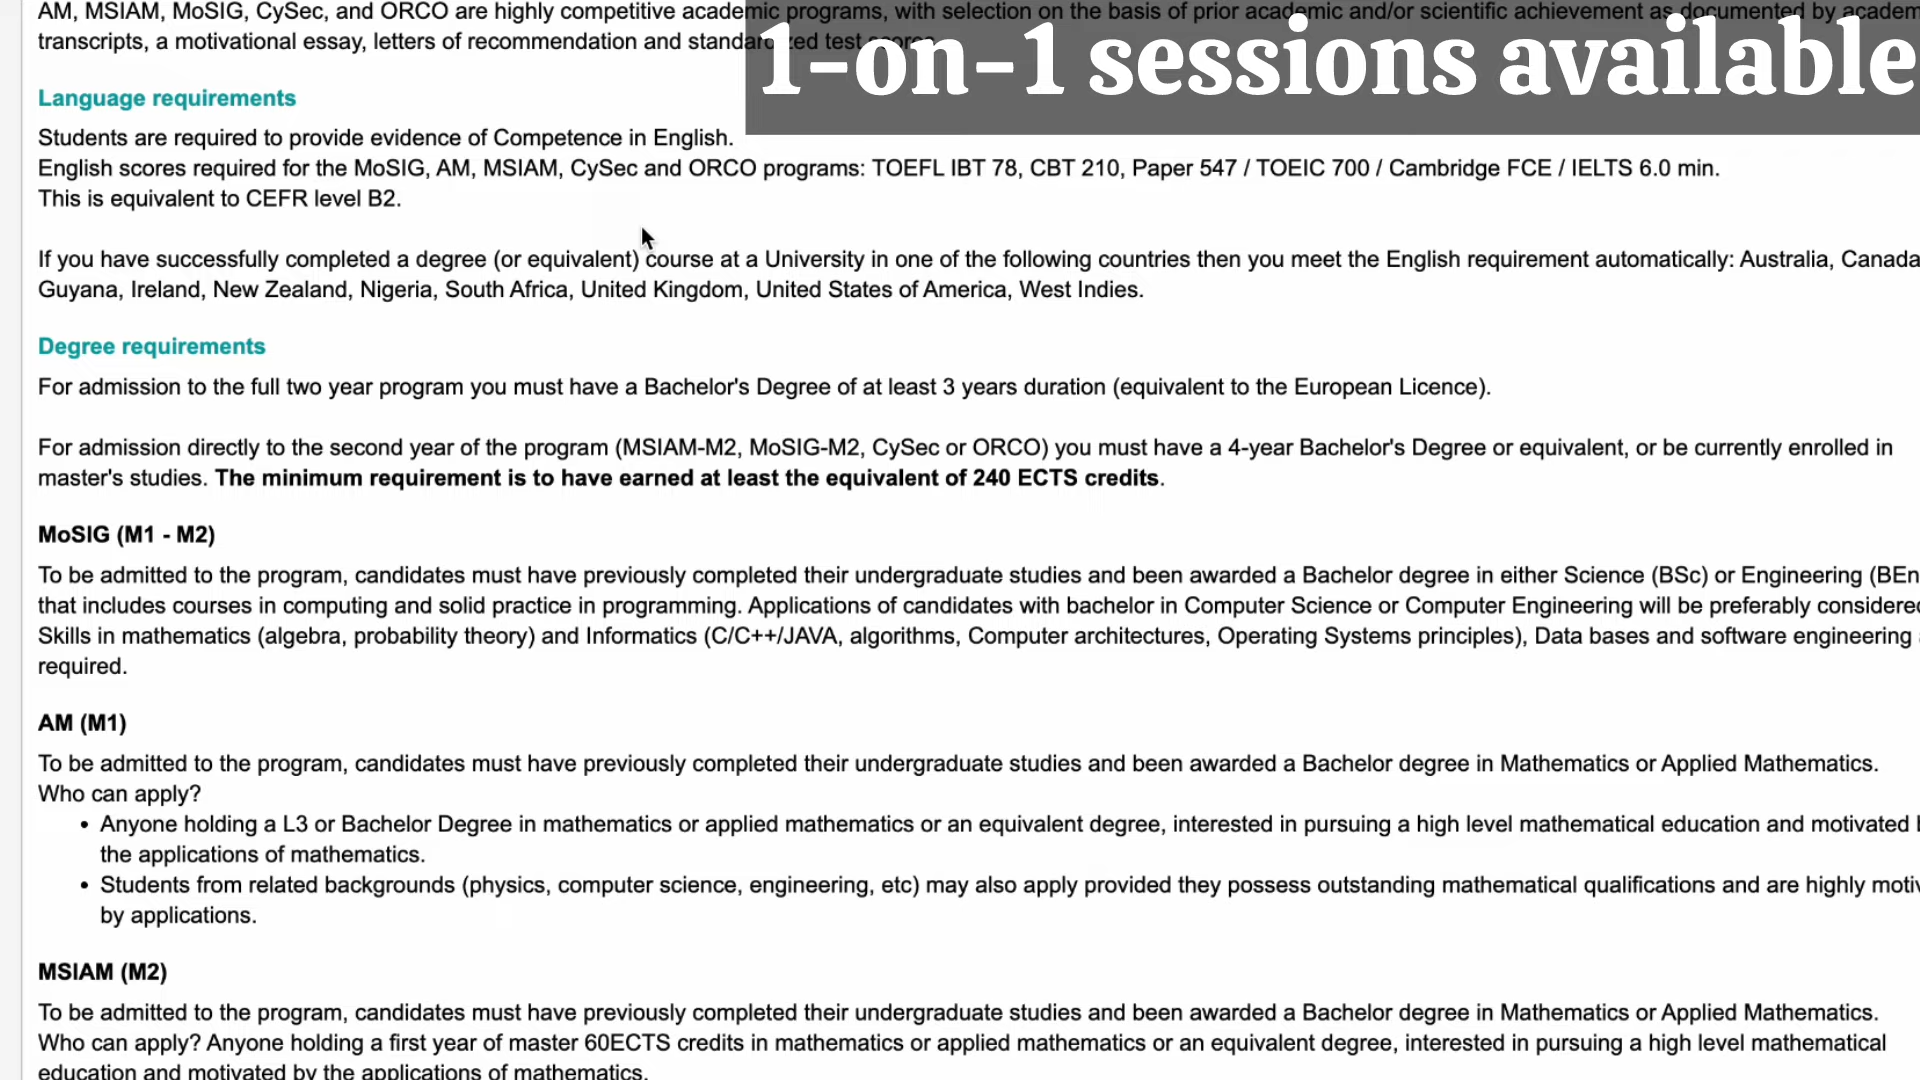 AM, MSIAM, MoSIG, CySec, and ORCO are highly competitive academic programs, with selection on the basis of prior academic and/or scientific achievement as documented by academ
transcripts, a motivational essay, letters of recommendation and standardized test scores.
1-on-1 sessions available
Language requirements
Students are required to provide evidence of Competence in English.
English scores required for the MoSIG, AM, MSIAM, CySec and ORCO programs: TOEFL IBT 78, CBT 210, Paper 547 / TOEIC 700 / Cambridge FCE / IELTS 6.0 min.
This is equivalent to CEFR level B2.
If you have successfully completed a degree (or equivalent) course at a University in one of the following countries then you meet the English requirement automatically: Australia, Canada
Guyana, Ireland, New Zealand, Nigeria, South Africa, United Kingdom, United States of America, West Indies.
Degree requirements
For admission to the full two year program you must have a Bachelor's Degree of at least 3 years duration (equivalent to the European Licence).
For admission directly to the second year of the program (MSIAM-M2, MoSIG-M2, CySec or ORCO) you must have a 4-year Bachelor's Degree or equivalent, or be currently enrolled in
master's studies. The minimum requirement is to have earned at least the equivalent of 240 ECTS credits.
MoSIG (M1 - M2)
To be admitted to the program, candidates must have previously completed their undergraduate studies and been awarded a Bachelor degree in either Science (BSc) or Engineering (BEn
that includes courses in computing and solid practice in programming. Applications of candidates with bachelor in Computer Science or Computer Engineering will be preferably considered
Skills in mathematics (algebra, probability theory) and Informatics (C/C++/JAVA, algorithms, Computer architectures, Operating Systems principles), Data bases and software engineering
required.
AM (M1)
To be admitted to the program, candidates must have previously completed their undergraduate studies and been awarded a Bachelor degree in Mathematics or Applied Mathematics.
Who can apply?
• Anyone holding a L3 or Bachelor Degree in mathematics or applied mathematics or an equivalent degree, interested in pursuing a high level mathematical education and motivated
the applications of mathematics.
• Students from related backgrounds (physics, computer science, engineering, etc) may also apply provided they possess outstanding mathematical qualifications and are highly motiv
by applications.
MSIAM (M2)
To be admitted to the program, candidates must have previously completed their undergraduate studies and been awarded a Bachelor degree in Mathematics or Applied Mathematics.
Who can apply? Anyone holding a first year of master 60ECTS credits in mathematics or applied mathematics or an equivalent degree, interested in pursuing a high level mathematical
education and motivated by the applications of mathematics.